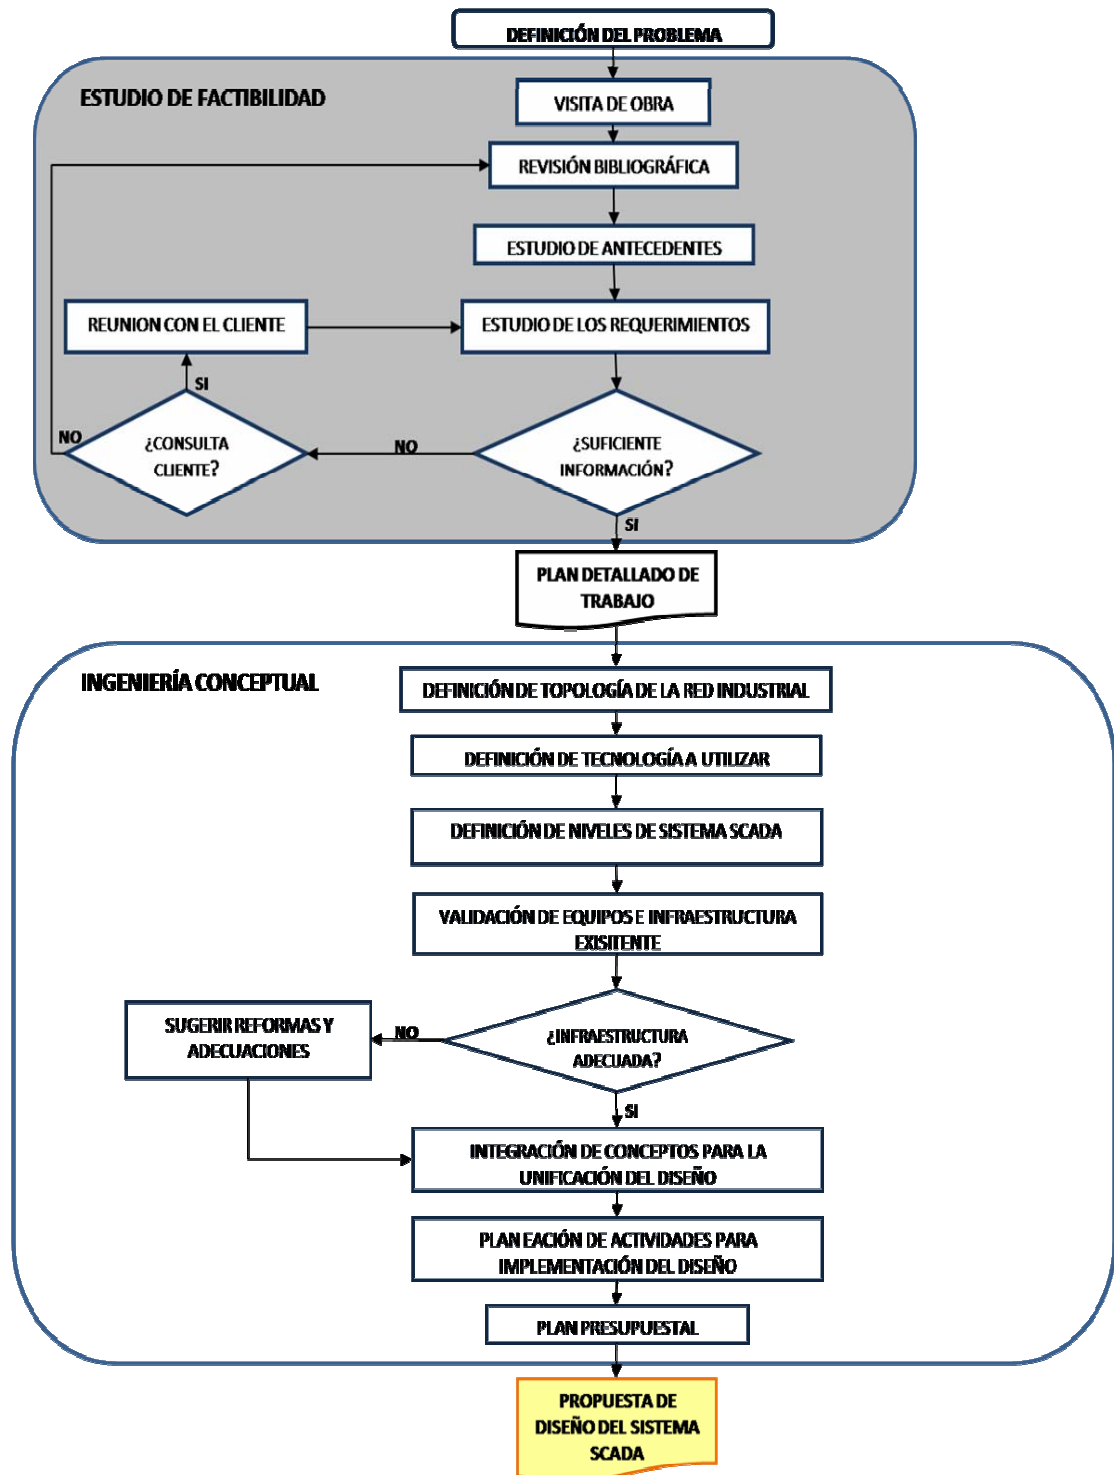 DEFINICIÓN DEL PROBLEMA
ESTUDIO DE FACTIBILIDAD
VISITA DE OBRA
REVISIÓN BIBLIOGRÁFICA
ESTUDIO DE ANTECEDENTES
REUNION CON EL CLIENTE
ESTUDIO DE LOS REQUERIMIENTOS
SI
NO
¿CONSULTA
CLIENTE?
NO
¿SUFICIENTE
INFORMACIÓN?
SI
PLAN DETALLADO DE
TRABAJO
INGENIERÍA CONCEPTUAL
DEFINICIÓN DE TOPOLOGÍA DE LA RED INDUSTRIAL
DEFINICIÓN DE TECNOLOGÍA A UTILIZAR
DEFINICIÓN DE NIVELES DE SISTEMA SCADA
VALIDACIÓN DE EQUIPOS E INFRAESTRUCTURA
EXISITENTE
SUGERIR REFORMAS Y
ADECUACIONES
NO
¿INFRAESTRUCTURA
ADECUADA?
SI
INTEGRACIÓN DE CONCEPTOS PARA LA
UNIFICACIÓN DEL DISEÑO
PLAN EACIÓN DE ACTIVIDADES PARA
IMPLEMENTACIÓN DEL DISEÑO
PLAN PRESUPUESTAL
PROPUESTA DE
DISEÑO DEL SISTEMA
SCADA